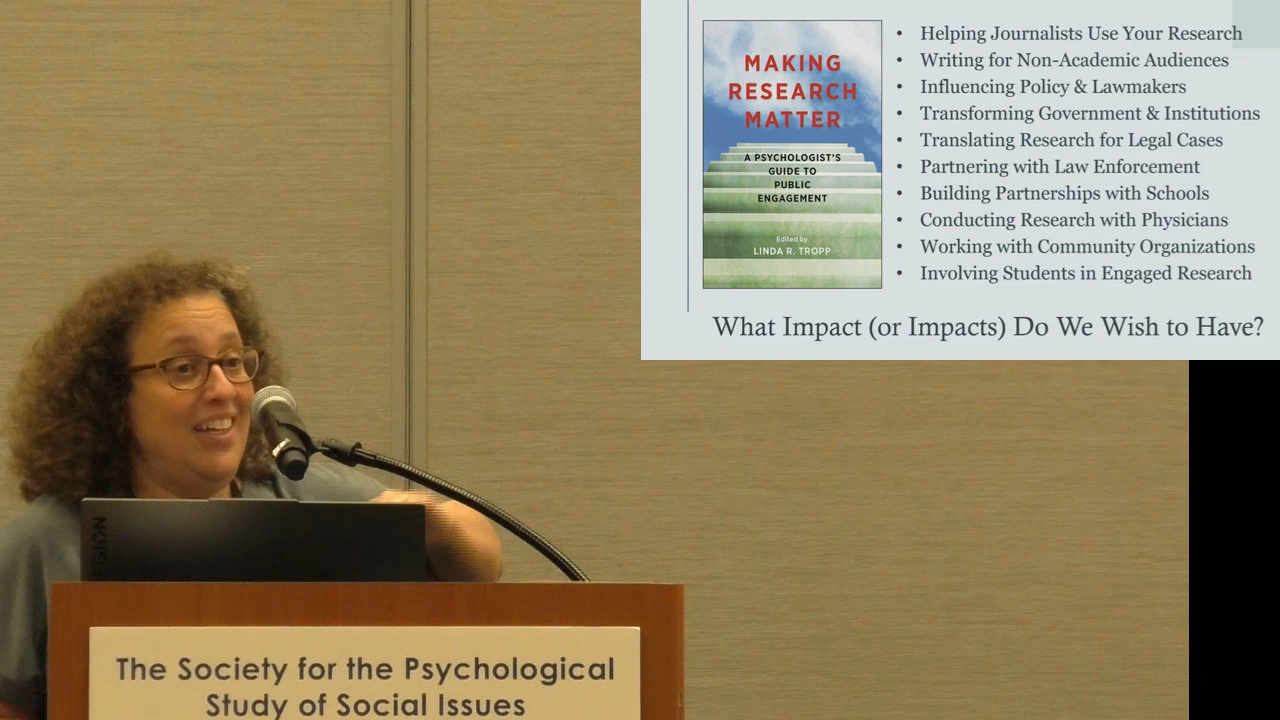 MAKING
RESEARCH
MATTER
A PSYCHOLOGIST'S
GUIDE TO
PUBLIC
ENGAGEMENT
Edited by
LINDA R. TROPP
• Helping Journalists Use Your Research
• Writing for Non-Academic Audiences
• Influencing Policy & Lawmakers
• Transforming Government & Institutions
• Translating Research for Legal Cases
• Partnering with Law Enforcement
• Building Partnerships with Schools
• Conducting Research with Physicians
• Working with Community Organizations
• Involving Students in Engaged Research
What Impact (or Impacts) Do We Wish to Have?
The Society for the Psychological
Study of Social Issues